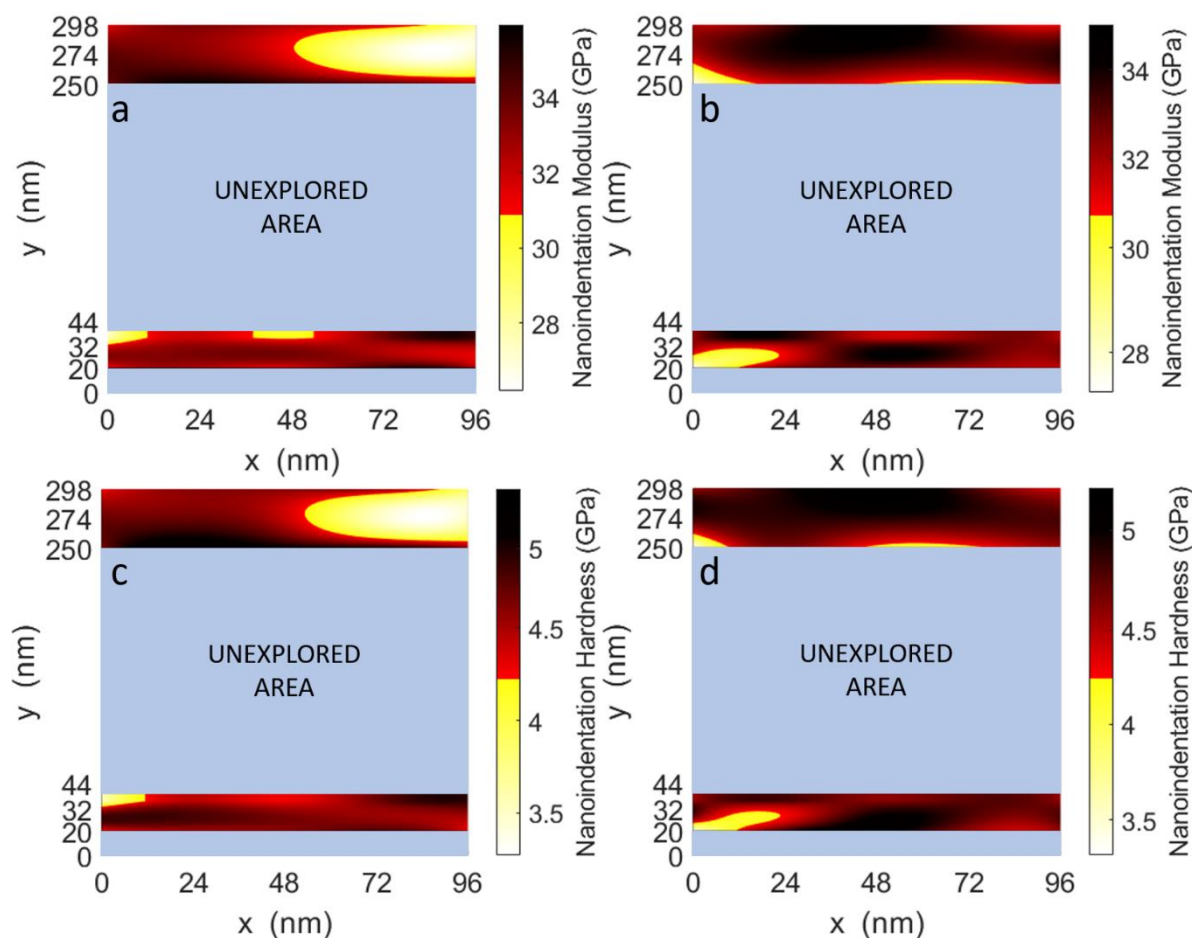 298
274
250
a
UNEXPLORED
AREA
44
32
20
0
y (nm)
0 24 48 72 96
x (nm)
34
32
30
28
Nanoindentation Modulus (GPa)
298
274
250
b
UNEXPLORED
AREA
44
32
20
0
y (nm)
0 24 48 72 96
x (nm)
34
32
30
28
Nanoindentation Modulus (GPa)
298
274
250
c
UNEXPLORED
AREA
44
32
20
0
y (nm)
0 24 48 72 96
x (nm)
5
4.5
4
3.5
Nanoindentation Hardness (GPa)
298
274
250
d
UNEXPLORED
AREA
44
32
20
0
y (nm)
0 24 48 72 96
x (nm)
5
4.5
4
3.5
Nanoindentation Hardness (GPa)